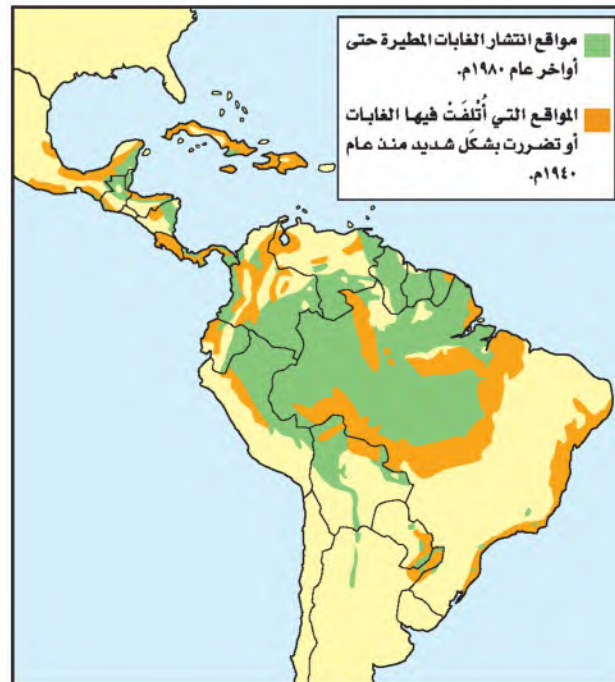 مواقع انتشار الغابات المطيرة حتى
أواخر عام ١٩٨٠م.
المواقع التي أُتْلفَتْ فيها الغابات
أو تضررت بشكل شديد منذ عام
١٩٤٠م.